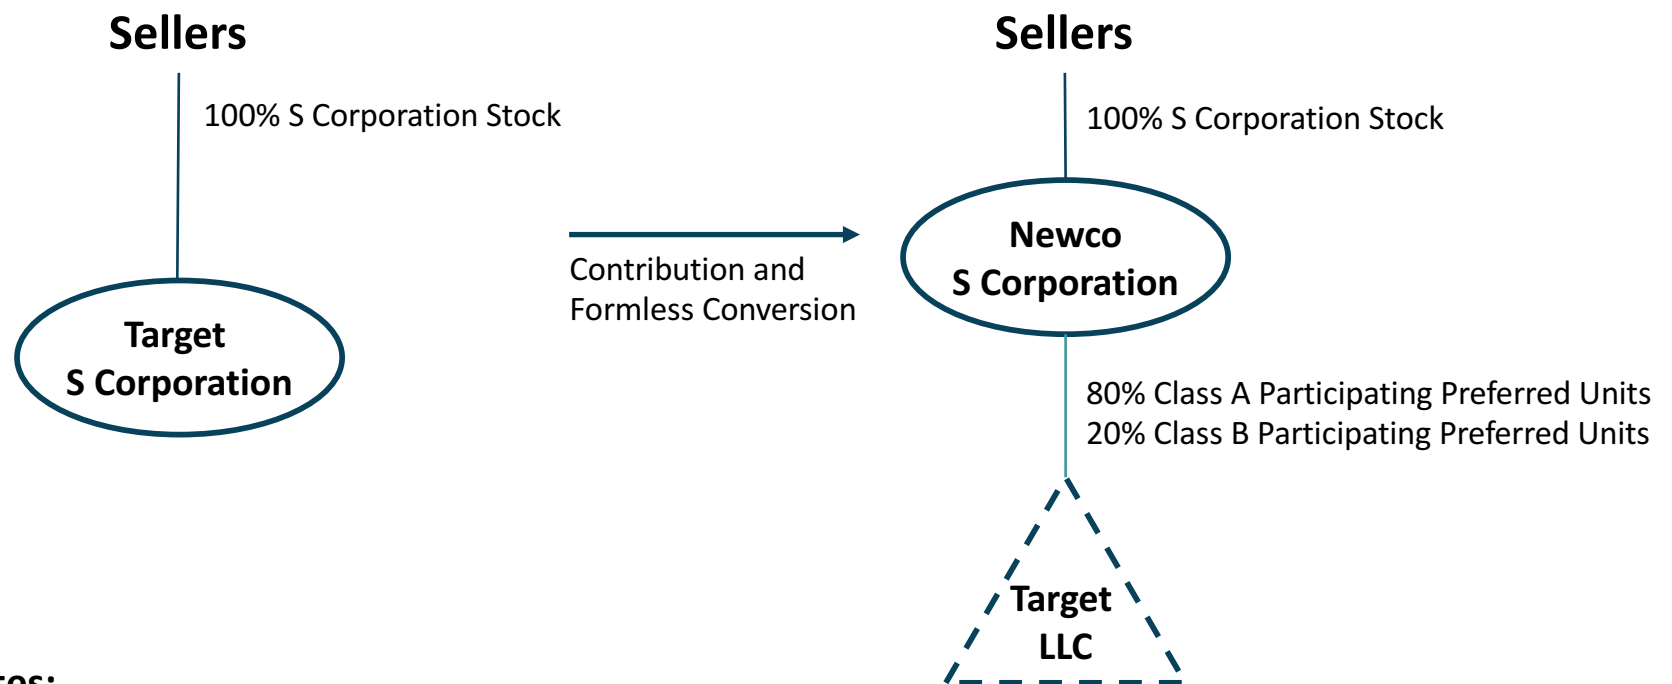 Sellers
100% S Corporation Stock
Target
S Corporation
Contribution and
Formless Conversion
Sellers
100% S Corporation Stock
Newco
S Corporation
80% Class A Participating Preferred Units
20% Class B Participating Preferred Units
Target
LLC